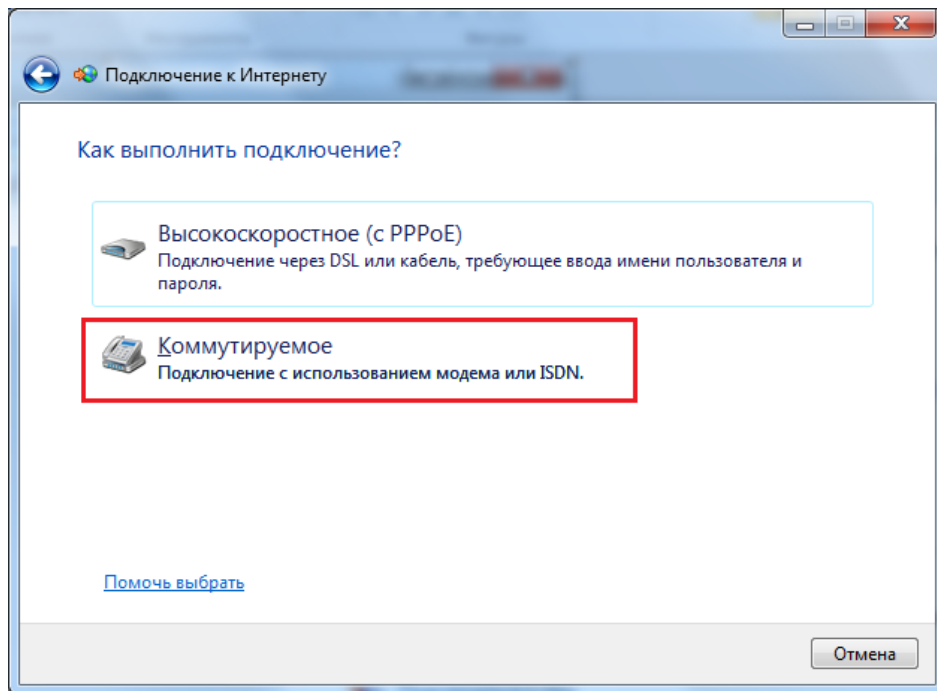 Подключение к Интернету
Как выполнить подключение?
Высокоскоростное (с PPPoE)
Подключение через DSL или кабель, требующее ввода имени пользователя и
пароля.
Коммутируемое
Подключение с использованием модема или ISDN.
Помочь выбрать
Отмена